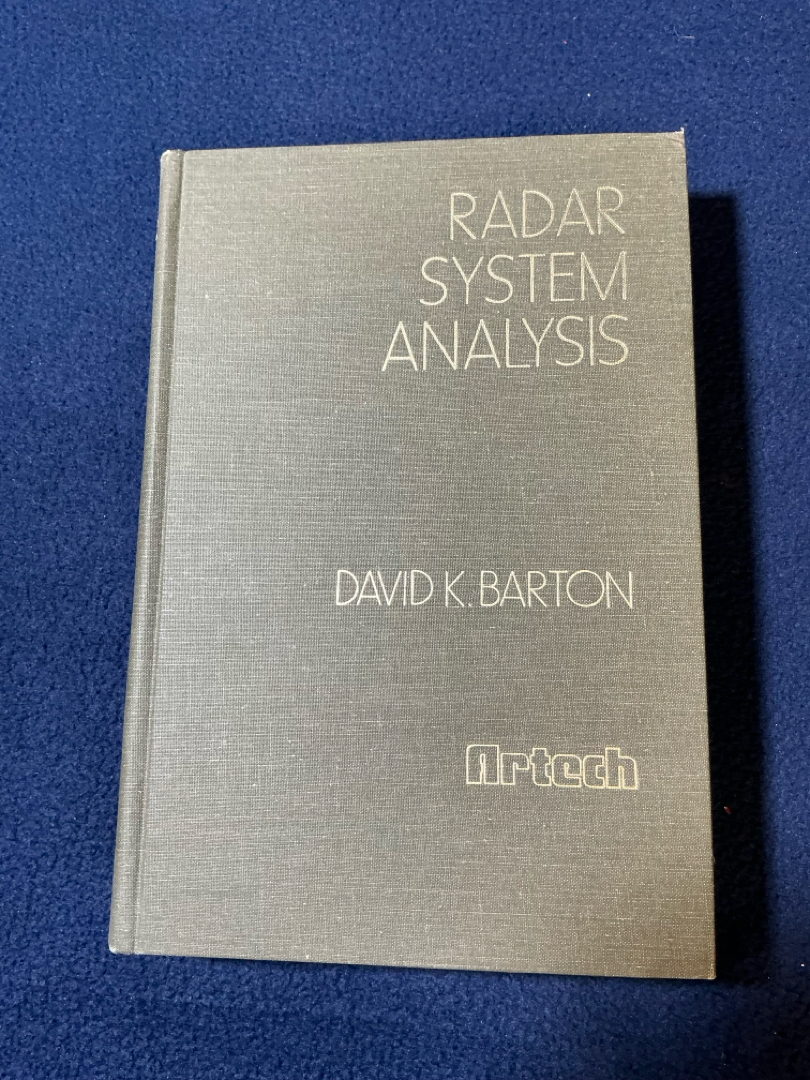 RADAR
SYSTEM
ANALYSIS
DAVID K. BARTON
Artech